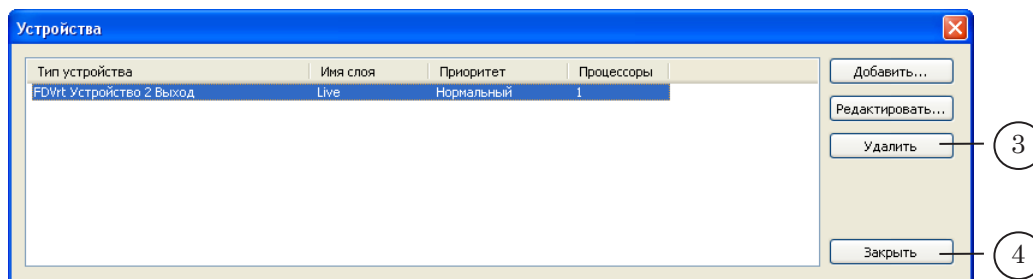 Устройства
Тип устройства Имя слоя Приоритет Процессоры
FDVrt Устройство 2 Выход Live Нормальный 1
Добавить...
Редактировать...
Удалить
3
Закрыть
4